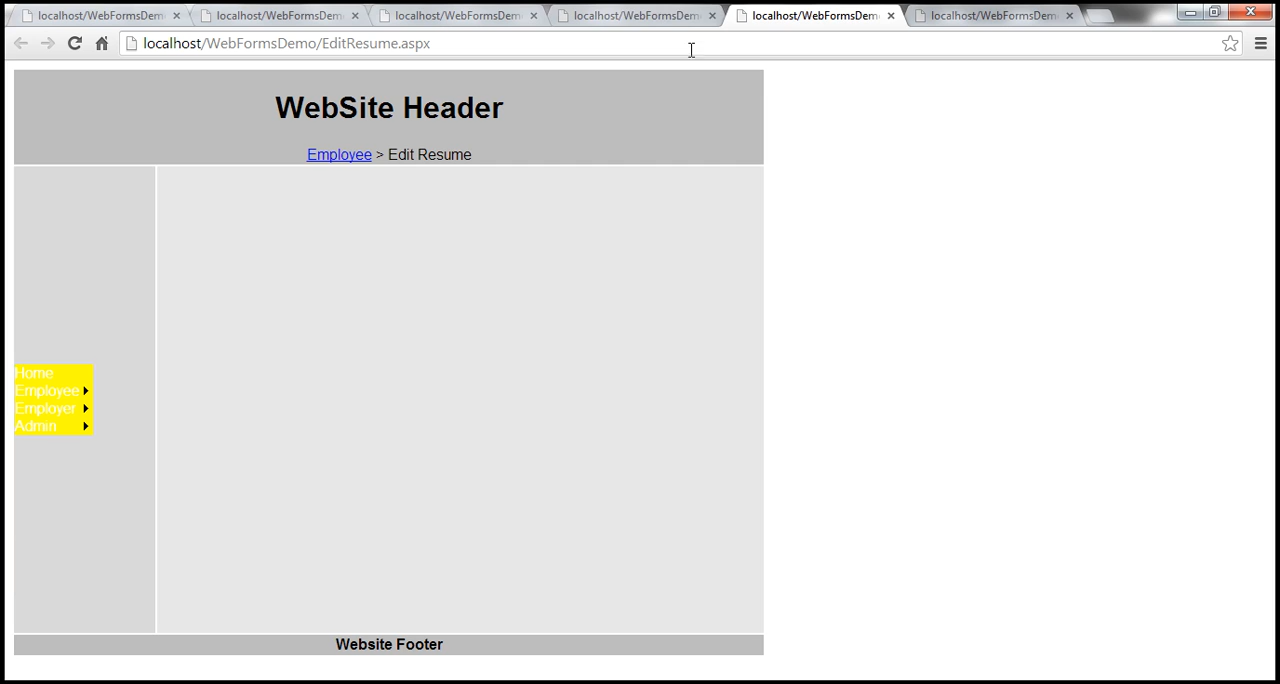 localhost/WebFormsDem
localhost/WebFormsDem
localhost/WebFormsDem
localhost/WebFormsDem
localhost/WebFormsDem
localhost/WebFormsDem
localhost/WebFormsDemo/EditResume.aspx
WebSite Header
Employee > Edit Resume
Home
Employee
Employer
Admin
Website Footer